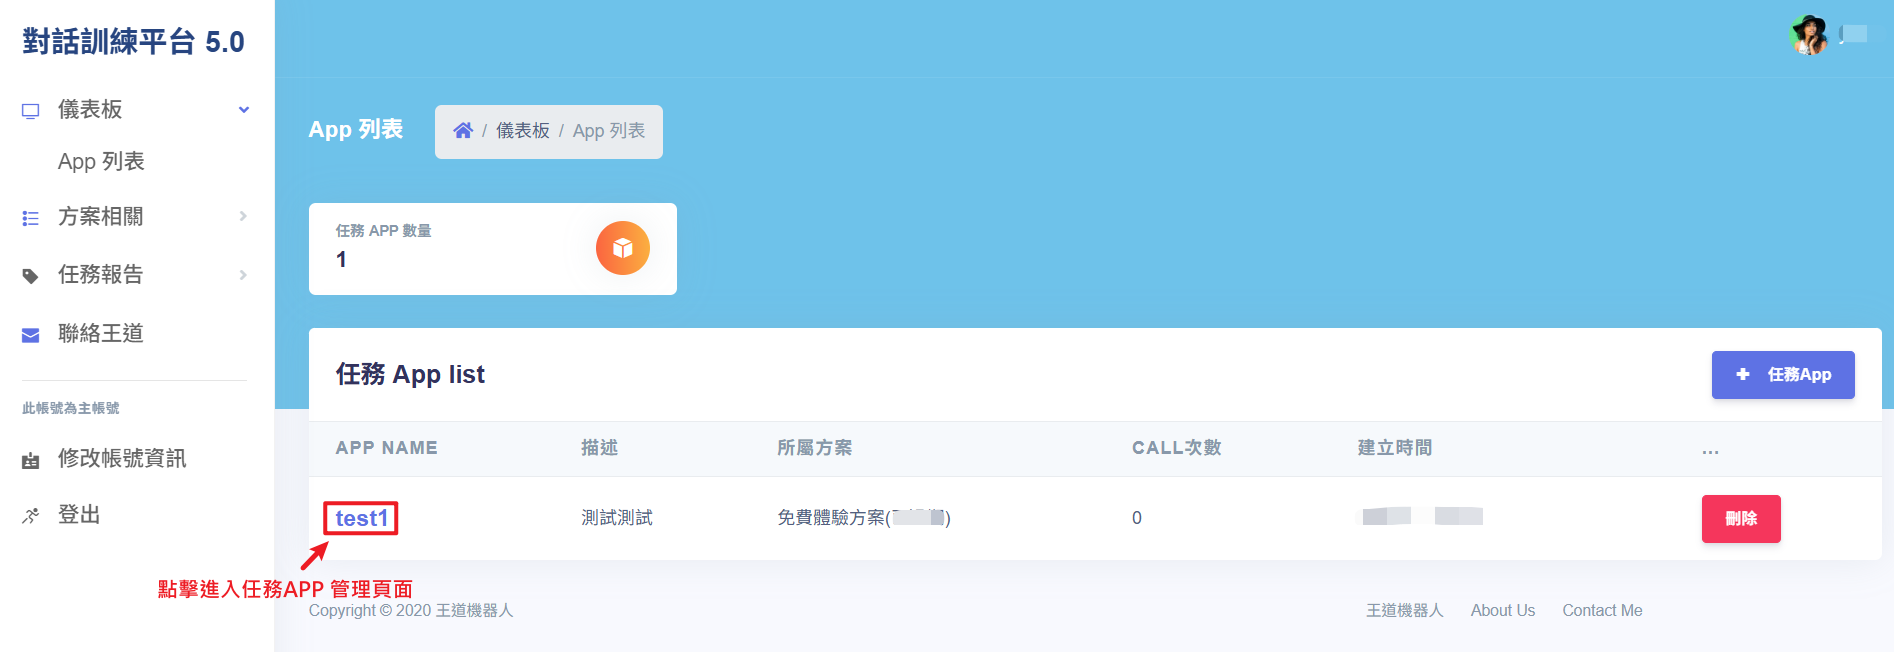 對話訓練平台 5.0
儀表板
App 列表
方案相關
任務報告
聯絡王道
此帳號為主帳號
修改帳號資訊
登出
App 列表
/ 儀表板 / App 列表
任務 APP 數量
1
任務 App list
任務App
APP NAME 描述 所屬方案 CALL次數 建立時間 ...
test1 測試測試 免費體驗方案( ) 0 刪除
點擊進入任務APP 管理頁面
Copyright © 2020 王道機器人
王道機器人 About Us Contact Me